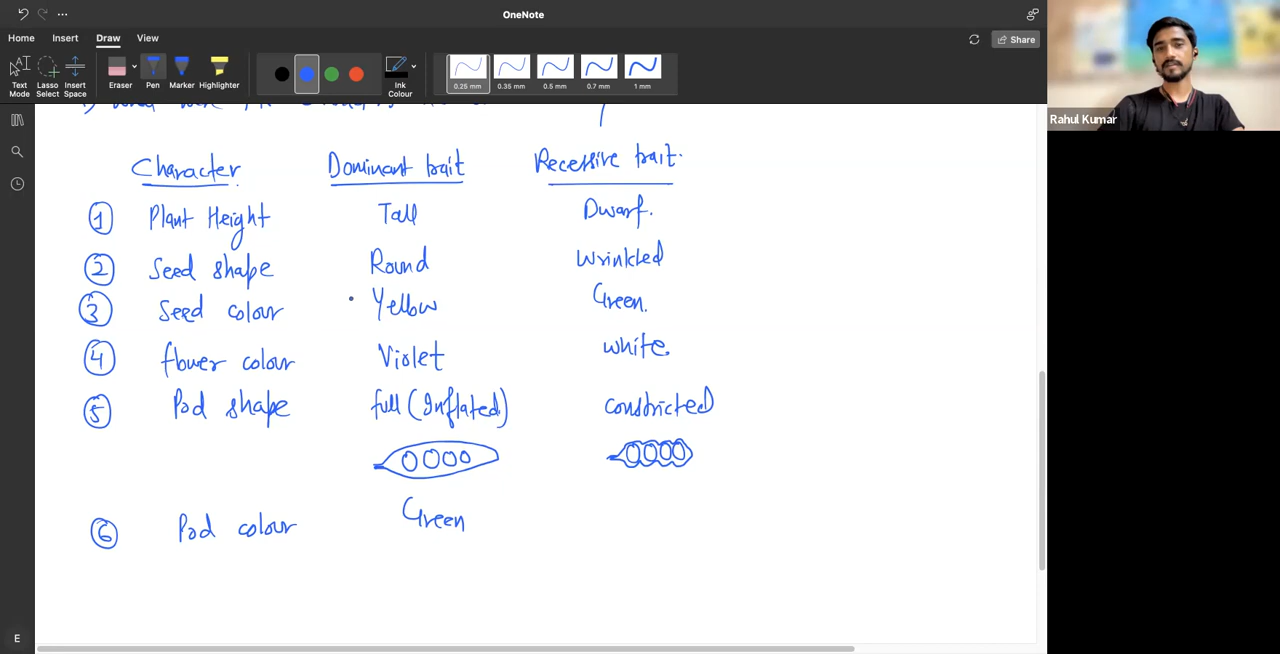 OneNote
Home Insert Draw View
Share
Text Mode
Lasso Select
Insert Space
Eraser
Pen
Marker
Highlighter
Ink Colour
0.25 mm
0.35 mm
0.5 mm
0.7 mm
1 mm
Rahul Kumar
Character Dominant trait Recessive trait.
1 Plant Height Tall Dwarf.
2 Seed shape Round Wrinkled
3 Seed colour Yellow Green.
4 flower colour Violet white.
5 Pod shape full (Inflated) constricted
6 Pod colour Green
E